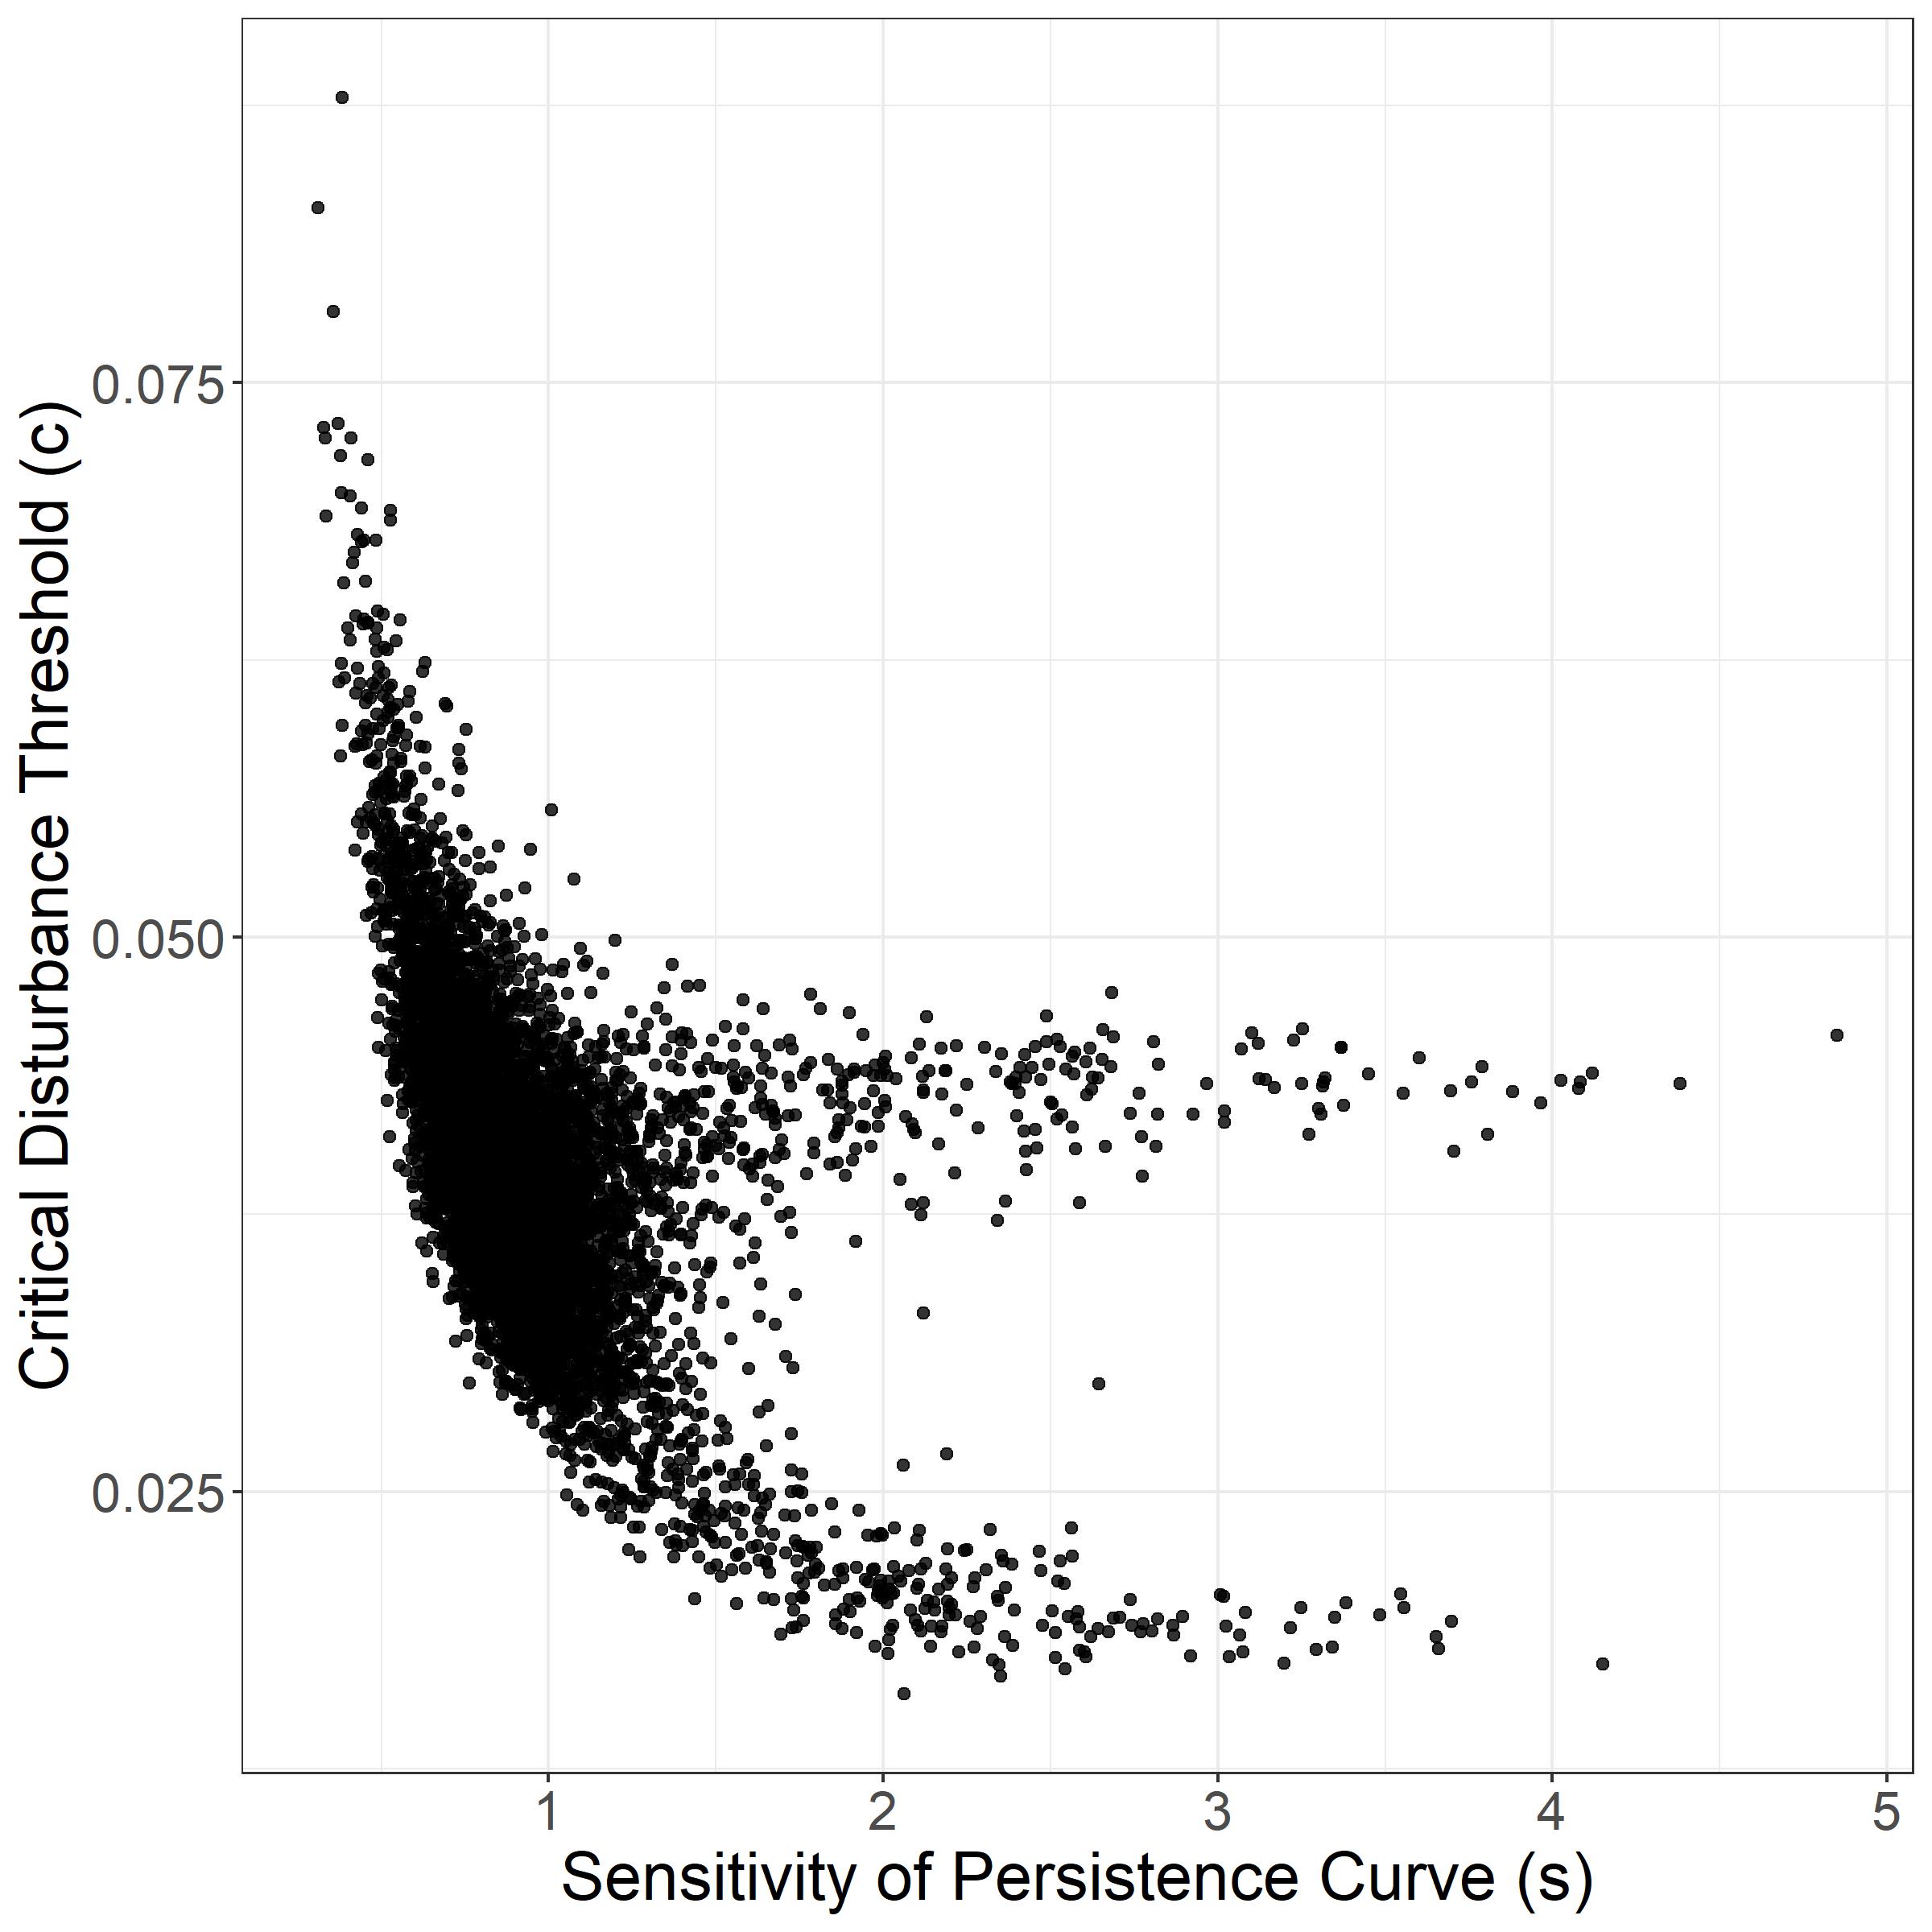 Critical Disturbance Threshold (c)
0.075
0.050
0.025
1 2 3 4 5
Sensitivity of Persistence Curve (s)